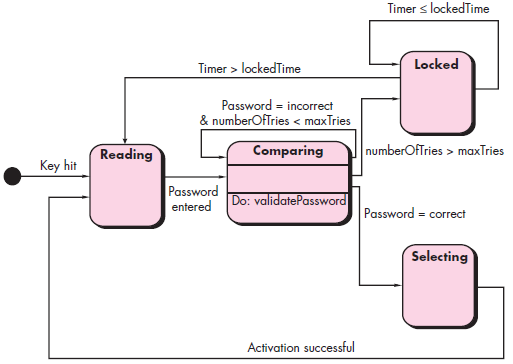 Timer ≤ lockedTime
Locked
Timer > lockedTime
Password = incorrect
& numberOfTries < maxTries
Reading
Comparing
numberOfTries > maxTries
Key hit
Password
entered
Do: validatePassword
Password = correct
Selecting
Activation successful